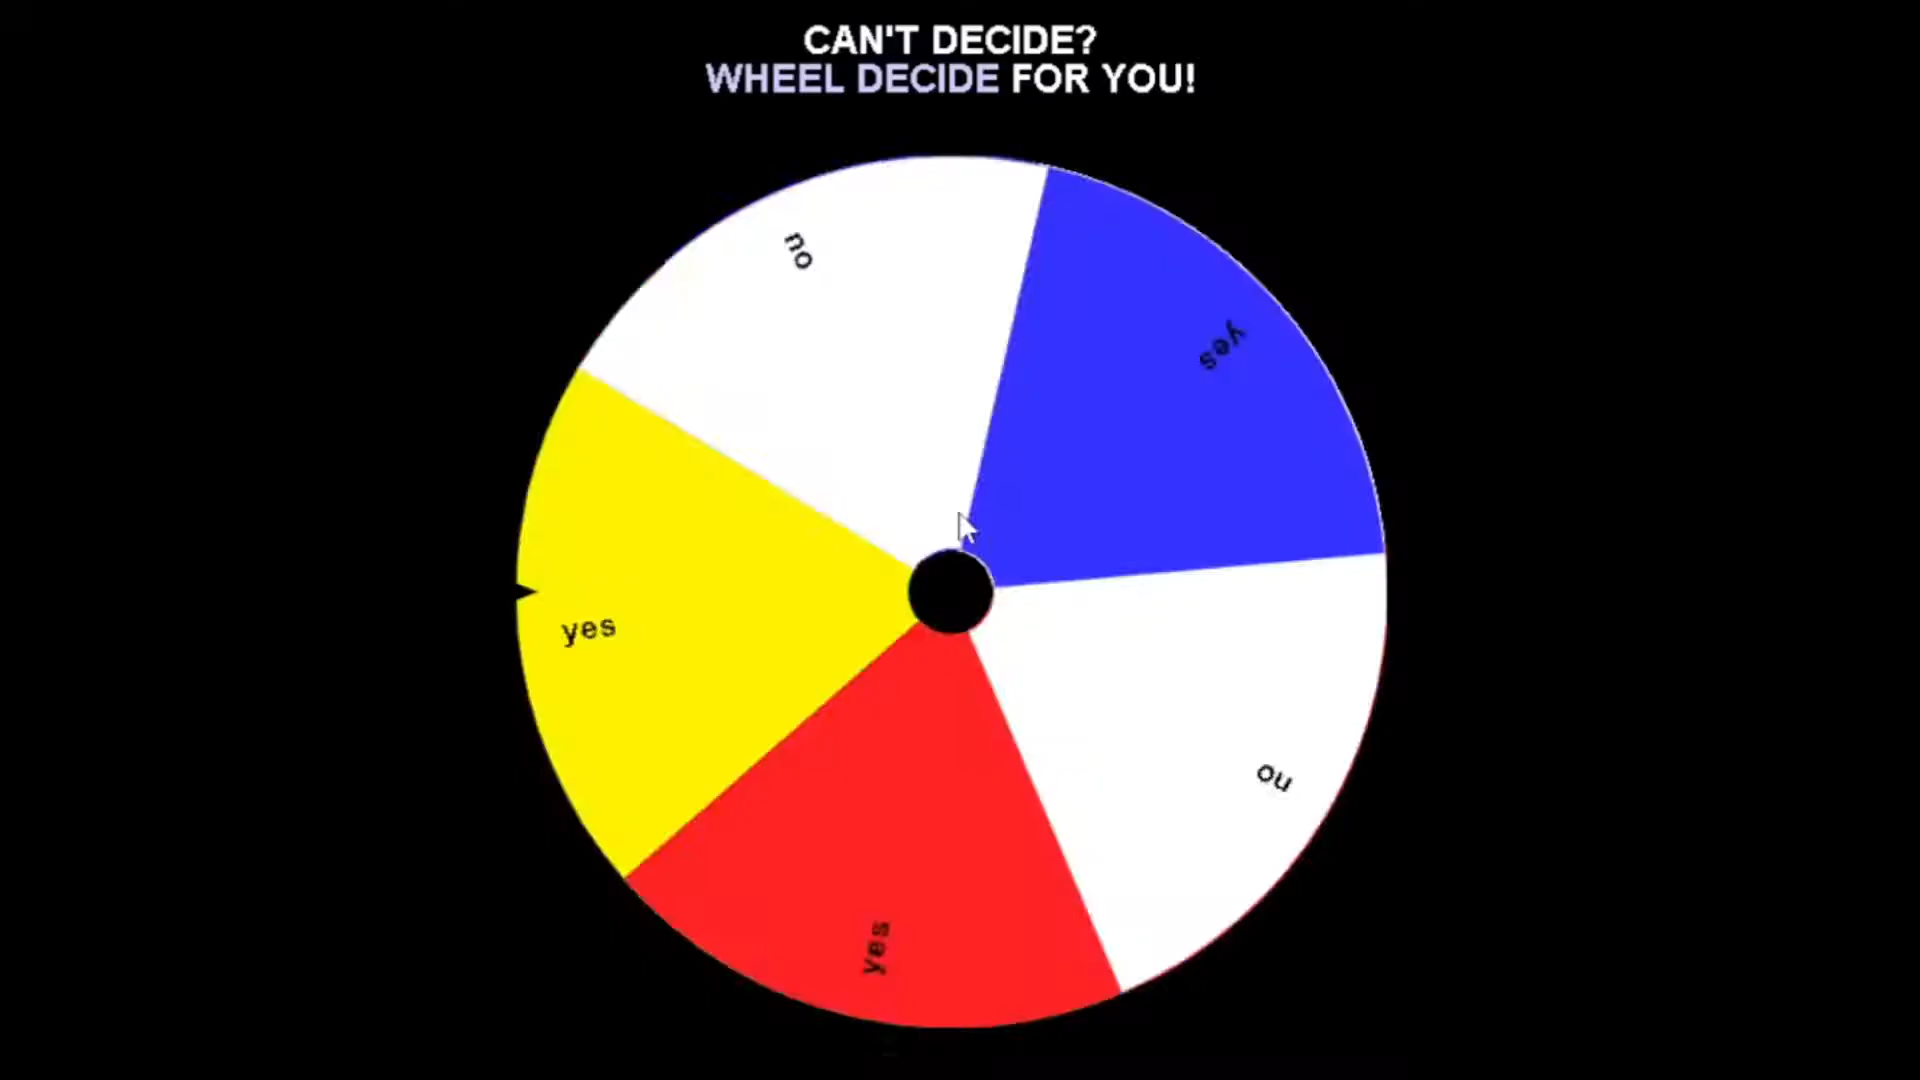 CAN'T DECIDE?
WHEEL DECIDE FOR YOU!
no
yes
yes
no
yes